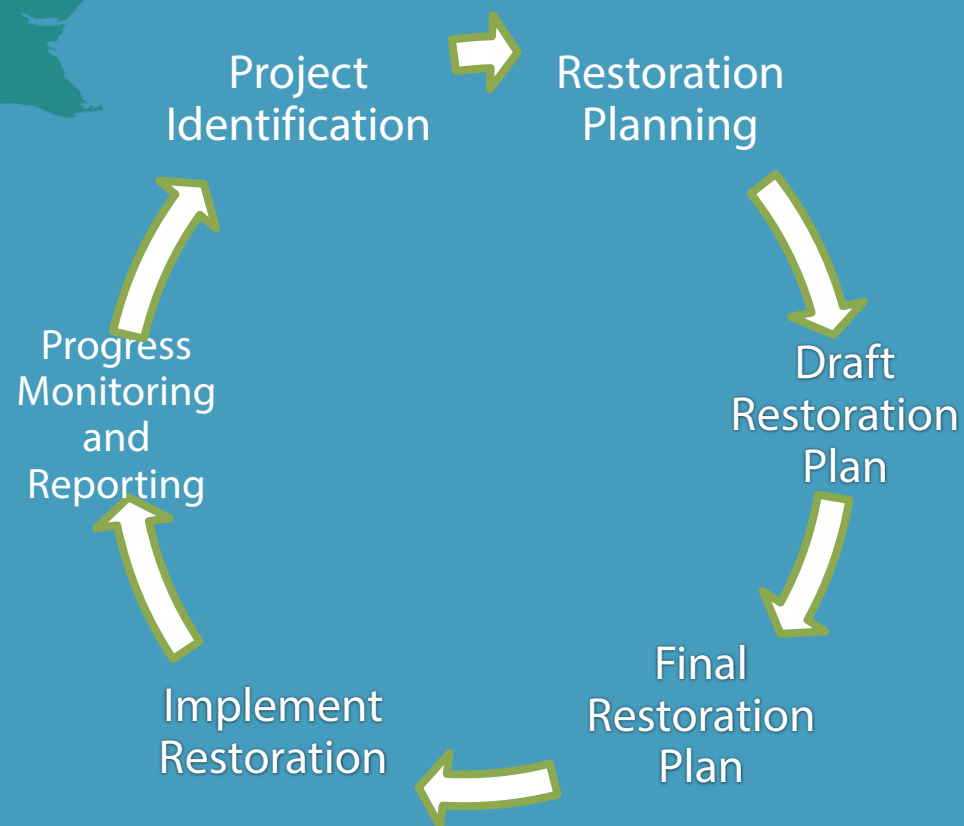 Project
Identification
Restoration
Planning
Draft
Restoration
Plan
Final
Restoration
Plan
Implement
Restoration
Progress
Monitoring
and
Reporting